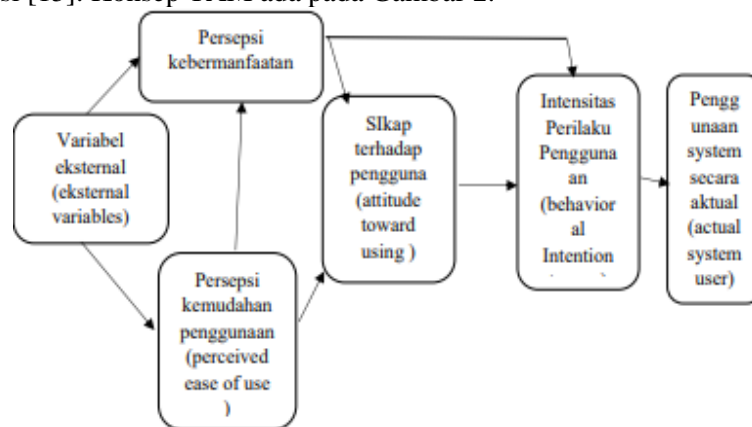 [13]. Konsep TAM ada pada Gambar 2.
Persepsi
kebermanfaatan
Variabel
eksternal
(eksternal
variables)
Persepsi
kemudahan
penggunaan
(perceived
ease of use
)
SIkap
terhadap
pengguna
(attitude
toward
using )
Intensitas
Perilaku
Pengguna
an
(behavior
al
Intention
Pengg
unaan
system
secara
aktual
(actual
system
user)